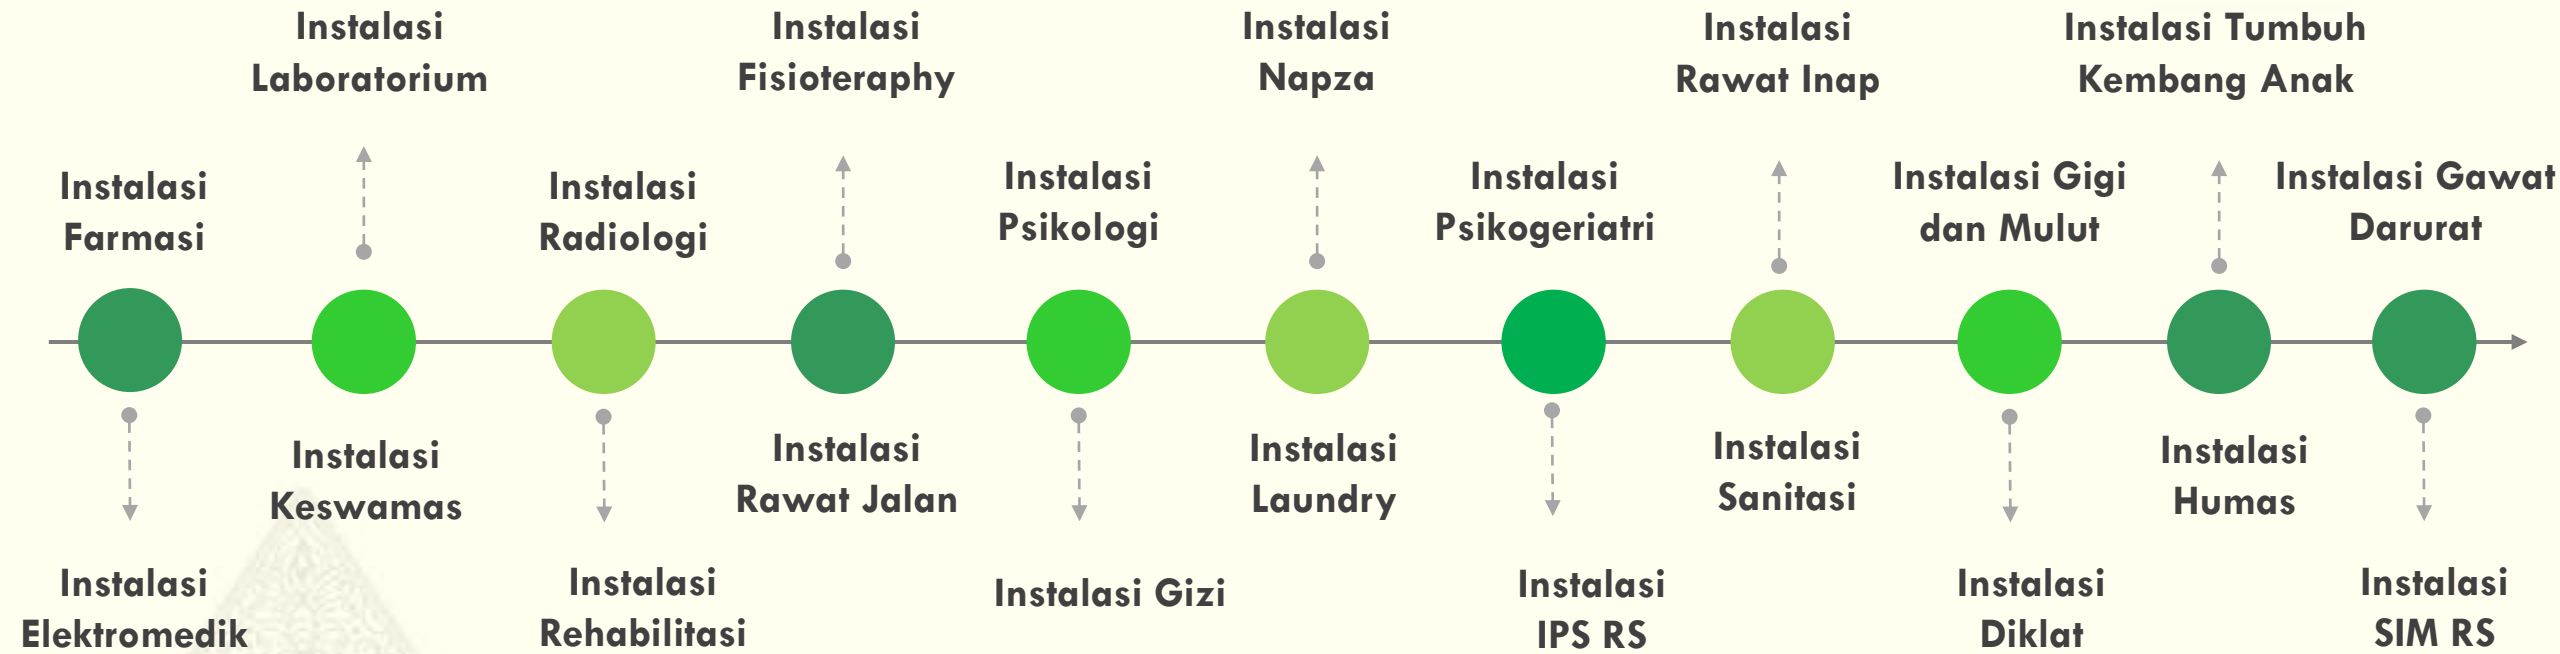 Instalasi
Laboratorium
Instalasi
Fisioteraphy
Instalasi
Napza
Instalasi
Rawat Inap
Instalasi Tumbuh
Kembang Anak
Instalasi
Farmasi
Instalasi
Radiologi
Instalasi
Psikologi
Instalasi
Psikogeriatri
Instalasi Gigi
dan Mulut
Instalasi Gawat
Darurat
Instalasi
Keswamas
Instalasi
Rawat Jalan
Instalasi
Laundry
Instalasi
Sanitasi
Instalasi
Humas
Instalasi
Elektromedik
Instalasi
Rehabilitasi
Instalasi Gizi
Instalasi
IPS RS
Instalasi
Diklat
Instalasi
SIM RS